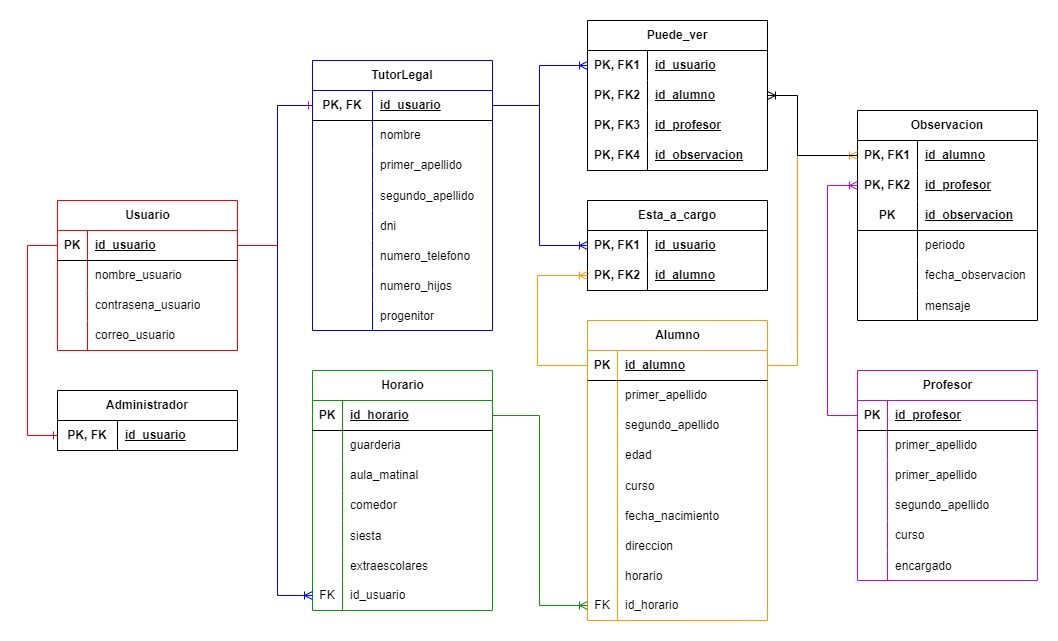 Usuario
PK id_usuario
nombre_usuario
contrasena_usuario
correo_usuario
Administrador
PK, FK id_usuario
TutorLegal
PK, FK id_usuario
nombre
primer_apellido
segundo_apellido
dni
numero_telefono
numero_hijos
progenitor
Horario
PK id_horario
guarderia
aula_matinal
comedor
siesta
extraescolares
FK id_usuario
Puede_ver
PK, FK1 id_usuario
PK, FK2 id_alumno
PK, FK3 id_profesor
PK, FK4 id_observacion
Esta_a_cargo
PK, FK1 id_usuario
PK, FK2 id_alumno
Alumno
PK id_alumno
primer_apellido
segundo_apellido
edad
curso
fecha_nacimiento
direccion
horario
FK id_horario
Observacion
PK, FK1 id_alumno
PK, FK2 id_profesor
PK id_observacion
periodo
fecha_observacion
mensaje
Profesor
PK id_profesor
primer_apellido
primer_apellido
segundo_apellido
curso
encargado